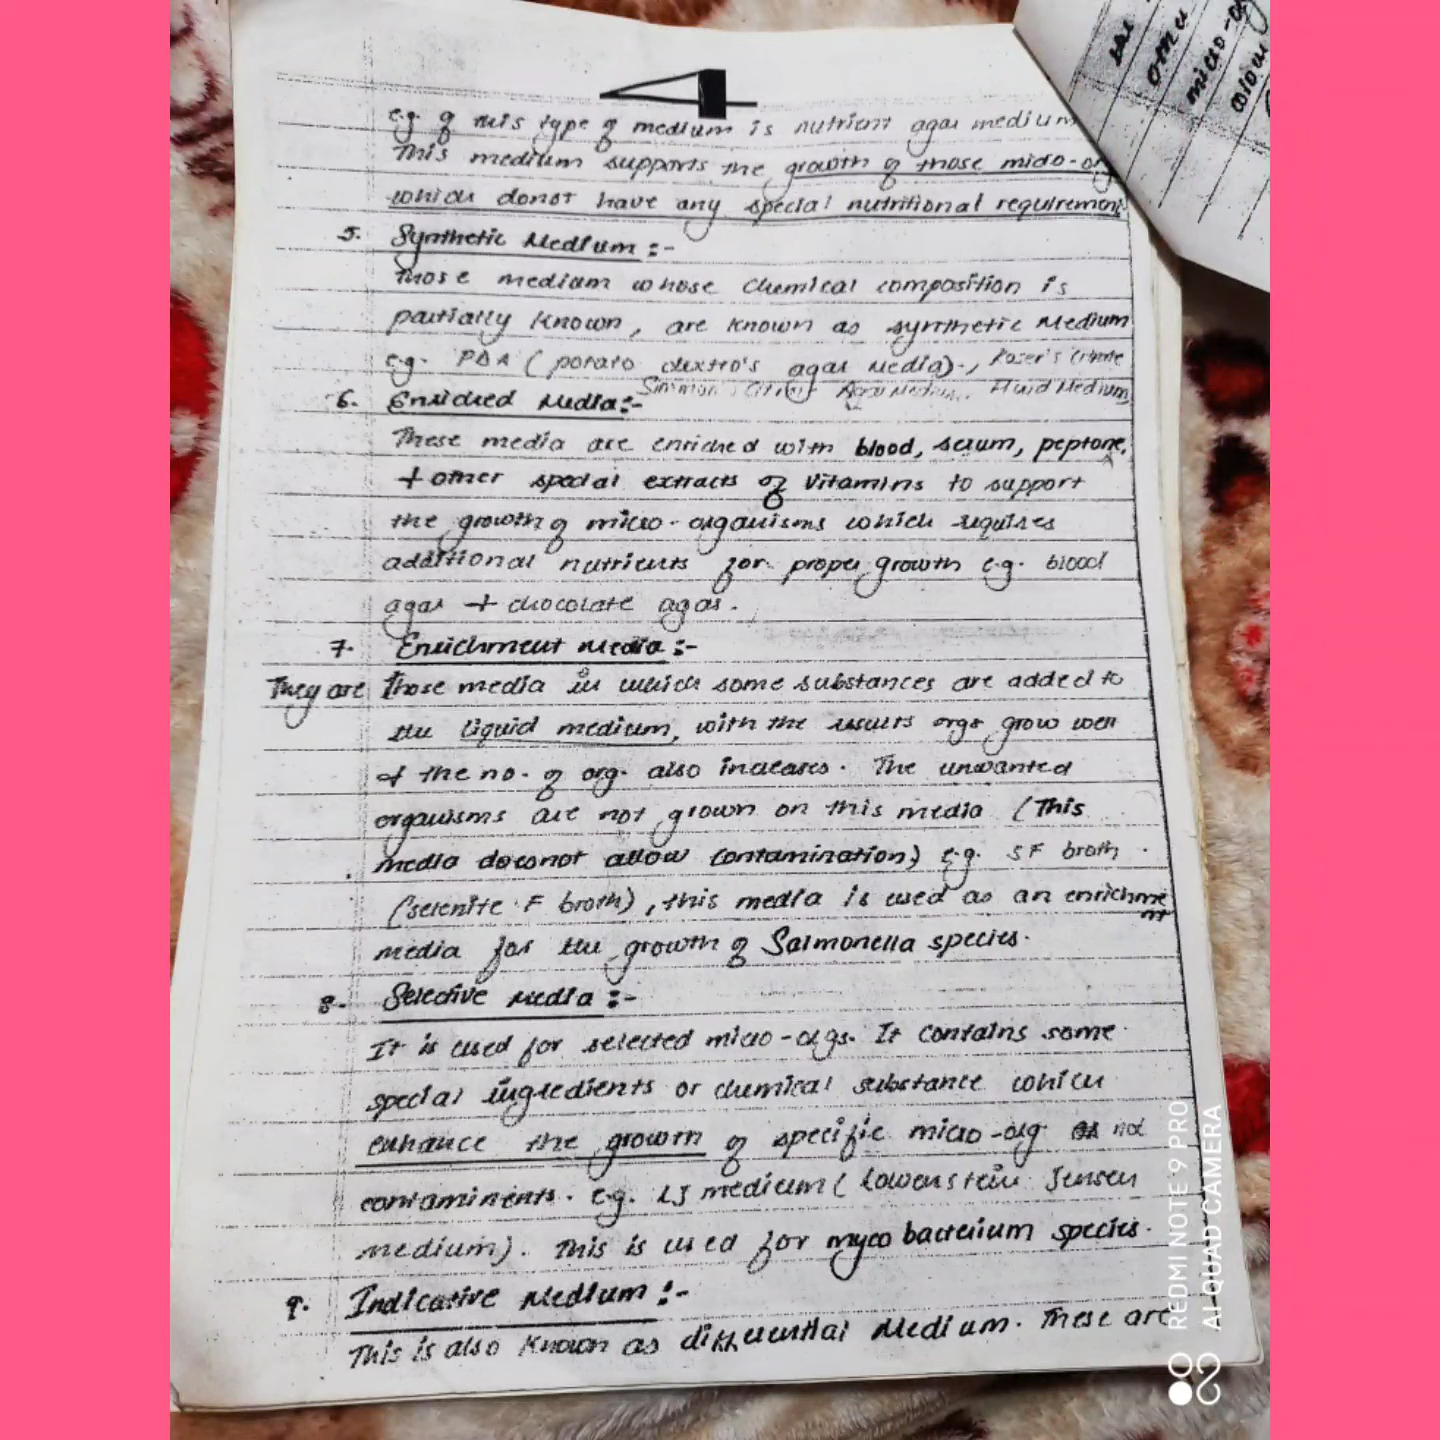 e.g. of this type of medium is nutrient agar medium
This medium supports the growth of those micro-org
which donot have any special nutritional requirement
5. Synthetic Medium :-
Those medium whose chemical composition is
partially known, are known as synthetic Medium
e.g. PDA (potato dextro's agar Media)., Koser's Citrate
Simmon's Citrate Agar Medium, Fluid Medium,
6. Enriched Media:-
These media are enriched with blood, serum, peptone,
+ other special extracts of Vitamins to support
the growth of micro-organisms which requires
additional nutrients for proper growth e.g. blood
agar + chocolate agar.
7. Enrichment Media :-
They are Those media in which some substances are added to
the liquid medium, with the results orgs grow well
+ the no. of org. also increases. The unwanted
organisms are not grown on this media (This
media doesnot allow contamination) e.g. SF broth.
(selenite F broth), this media is used as an enrichment
media for the growth of Salmonella species.
8- Selective Media :-
It is used for selected micro-orgs. It contains some
special ingredients or chemical substance which
enhance the growth of specific micro-org not
contaminents. e.g. LJ medium ( Lowenstein Jensen
medium). This is used for myco bacterium species.
9. Indicative Medium :-
This is also known as differential Medium. These are
micro-o
REDMI NOTE 9 PRO
AI QUAD CAMERA